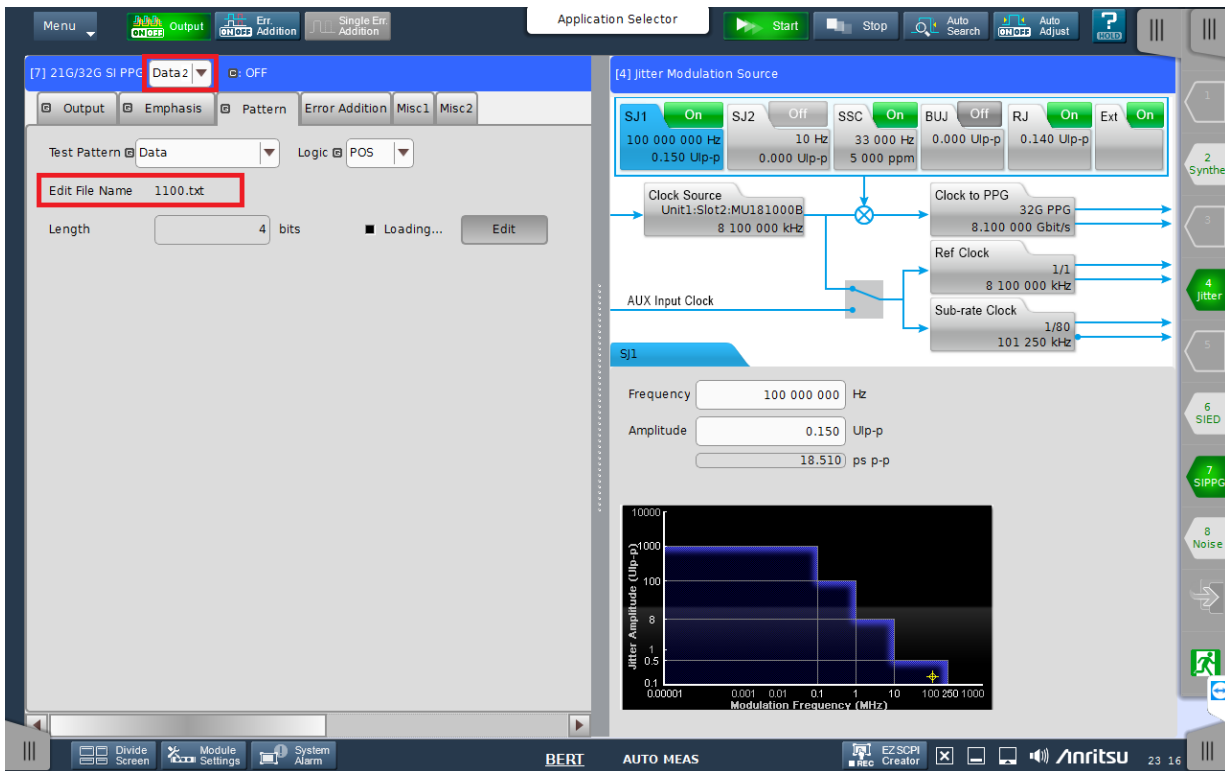 Menu
ON OFF Output
ON OFF Err. Addition
Single Err. Addition
Application Selector
Start
Stop
Auto Search
ON OFF Auto Adjust
? HOLD
[7] 21G/32G SI PPG Data2 C: OFF
C Output
C Emphasis
C Pattern
Error Addition
Misc1
Misc2
Test Pattern C Data
Logic C POS
Edit File Name 1100.txt
Length 4 bits
Loading...
Edit
[4] Jitter Modulation Source
SJ1 On
100 000 000 Hz
0.150 UIp-p
SJ2 Off
10 Hz
0.000 UIp-p
SSC On
33 000 Hz
5 000 ppm
BUJ Off
0.000 UIp-p
RJ On
0.140 UIp-p
Ext On
Clock Source
Unit1:Slot2:MU181000B
8 100 000 kHz
Clock to PPG
32G PPG
8.100 000 Gbit/s
Ref Clock
1/1
8 100 000 kHz
AUX Input Clock
Sub-rate Clock
1/80
101 250 kHz
SJ1
Frequency 100 000 000 Hz
Amplitude 0.150 UIp-p
18.510 ps p-p
Jitter Amplitude (UIp-p)
10000
1000
100
8
1
0.5
0.1
0.00001 0.001 0.01 0.1 1 10 100 250 1000
Modulation Frequency (MHz)
1
2
Synthe
3
4
Jitter
5
6
SIED
7
SIPPG
8
Noise
Divide Screen
Module Settings
System Alarm
BERT
AUTO MEAS
REC EZSCPI Creator
Anritsu
23 16